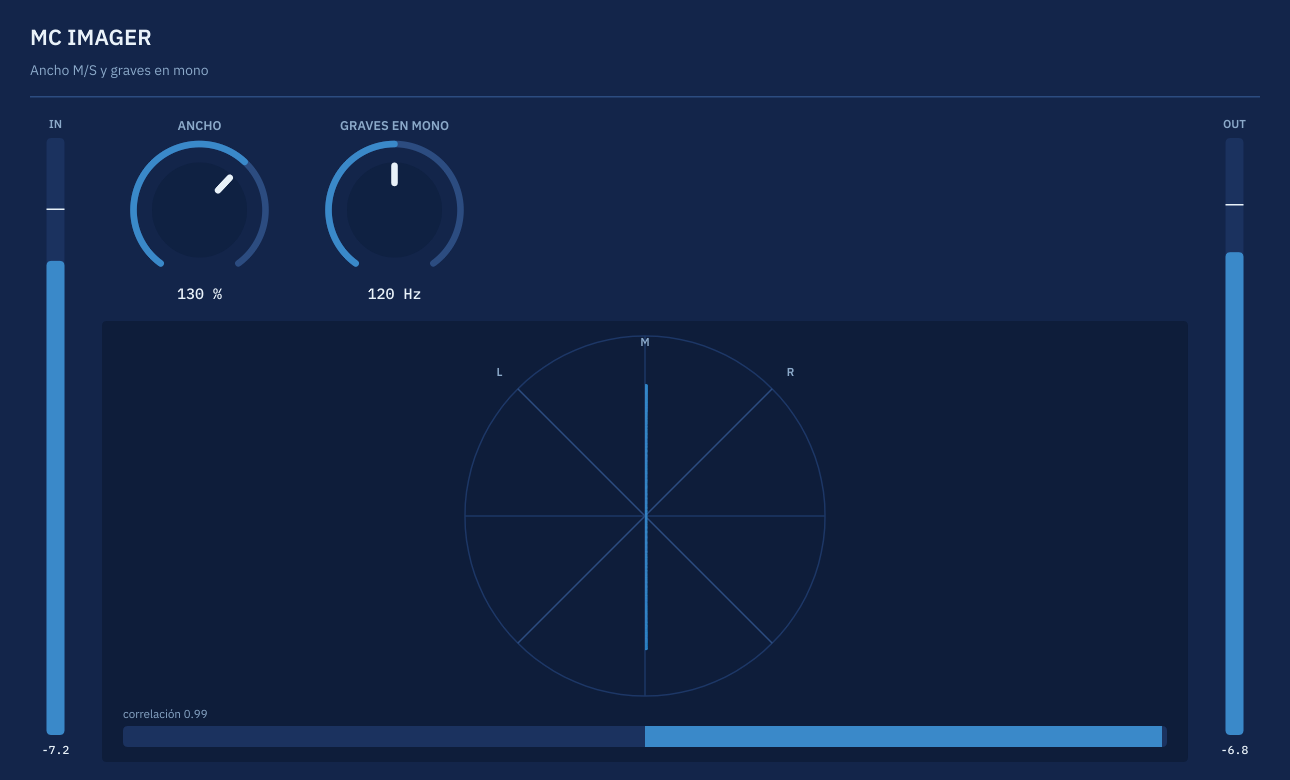 MC IMAGER
Ancho M/S y graves en mono
IN
ANCHO
GRAVES EN MONO
OUT
130 %
120 Hz
M
L
R
correlación 0.99
-7.2
-6.8